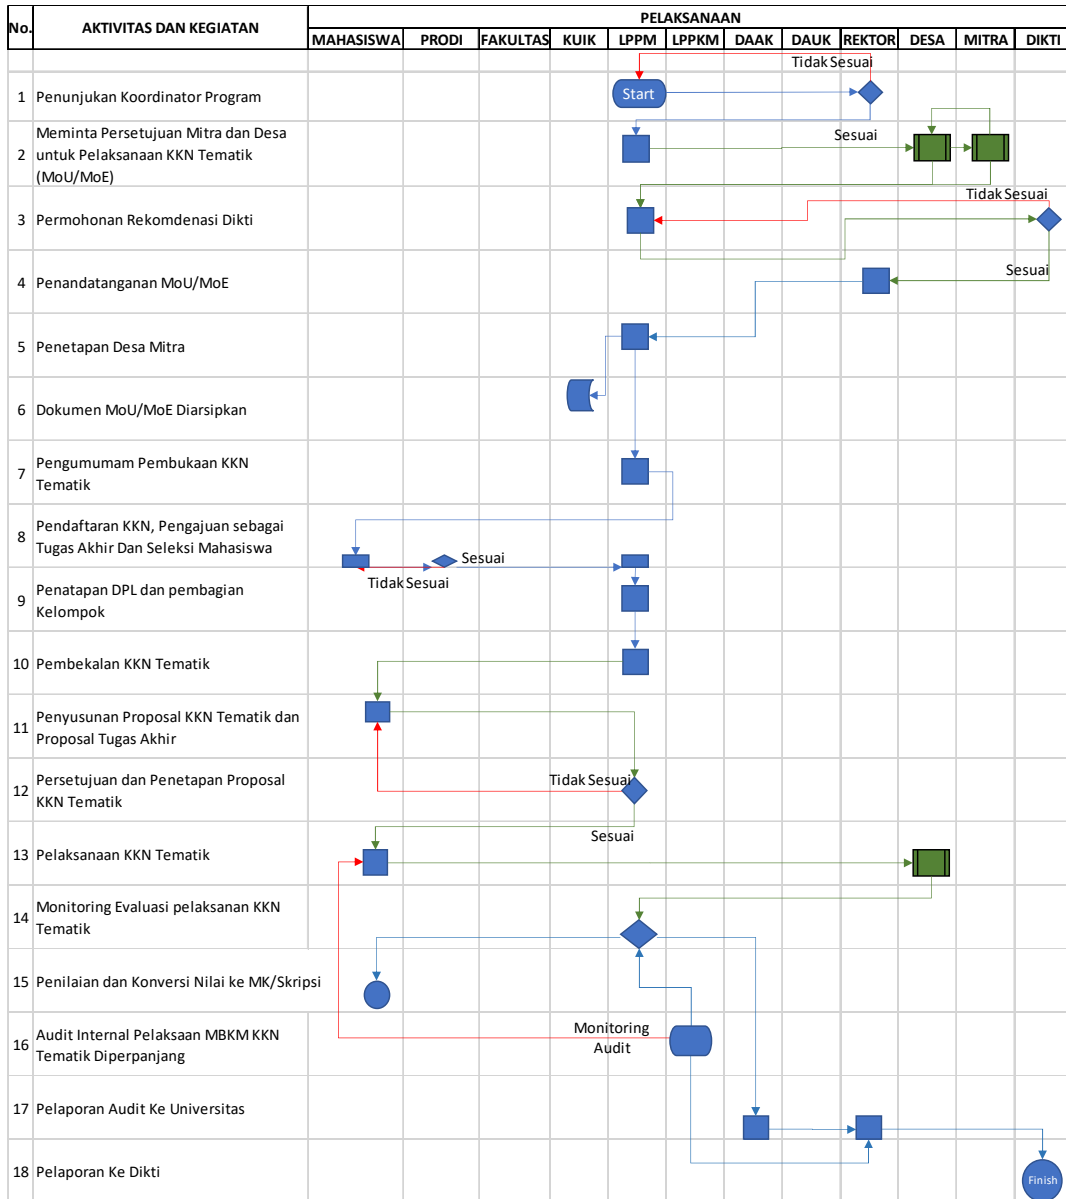 No. AKTIVITAS DAN KEGIATAN PELAKSANAAN
MAHASISWA PRODI FAKULTAS KUIK LPPM LPPKM DAAK DAUK REKTOR DESA MITRA DIKTI
Tidak Sesuai
1 Penunjukan Koordinator Program
Start
2 Meminta Persetujuan Mitra dan Desa
untuk Pelaksanaan KKN Tematik
(MoU/MoE)
Sesuai
3 Permohonan Rekomdenasi Dikti
Tidak Sesuai
4 Penandatanganan MoU/MoE
Sesuai
5 Penetapan Desa Mitra
6 Dokumen MoU/MoE Diarsipkan
7 Pengumumam Pembukaan KKN
Tematik
8 Pendaftaran KKN, Pengajuan sebagai
Tugas Akhir Dan Seleksi Mahasiswa
Sesuai
Tidak Sesuai
9 Penatapan DPL dan pembagian
Kelompok
10 Pembekalan KKN Tematik
11 Penyusunan Proposal KKN Tematik dan
Proposal Tugas Akhir
12 Persetujuan dan Penetapan Proposal
KKN Tematik
Tidak Sesuai
Sesuai
13 Pelaksanaan KKN Tematik
14 Monitoring Evaluasi pelaksanan KKN
Tematik
15 Penilaian dan Konversi Nilai ke MK/Skripsi
16 Audit Internal Pelaksaan MBKM KKN
Tematik Diperpanjang
Monitoring
Audit
17 Pelaporan Audit Ke Universitas
18 Pelaporan Ke Dikti
Finish